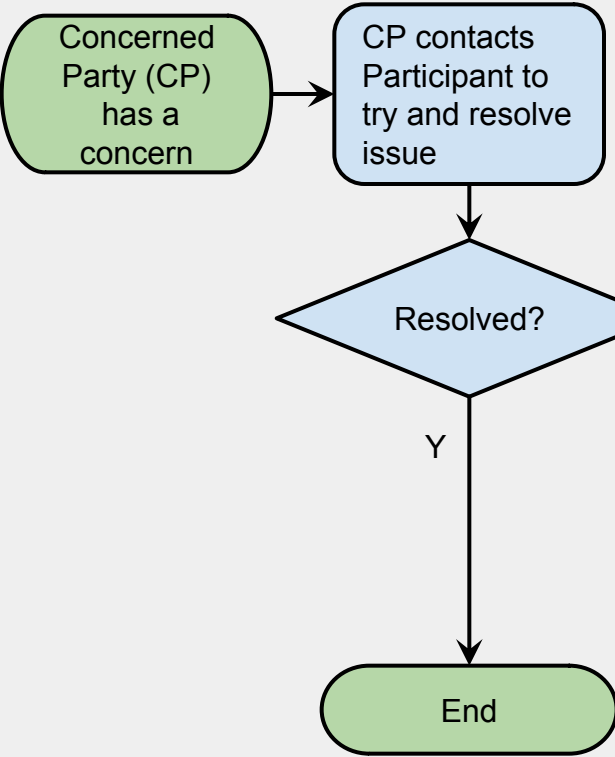 Concerned
Party (CP)
has a
concern
CP contacts
Participant to
try and resolve
issue
Resolved?
Y
End